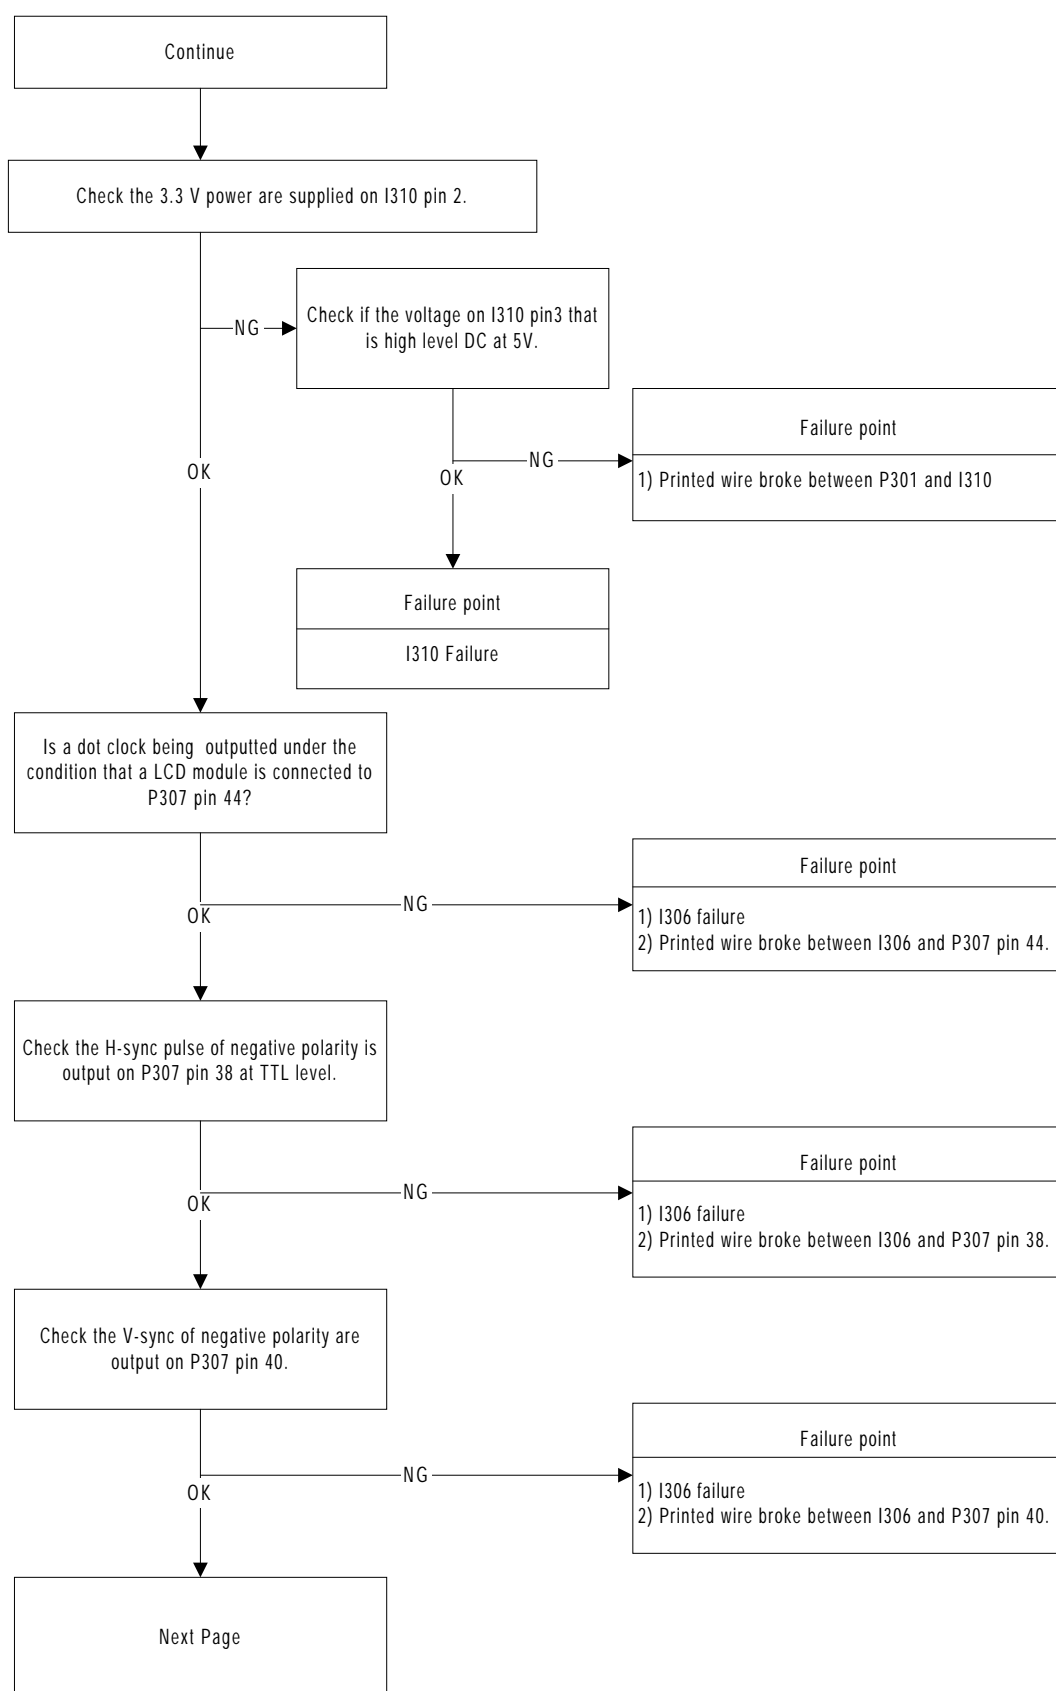 Continue
Check the 3.3 V power are supplied on I310 pin 2.
NG
Check if the voltage on I310 pin3 that
is high level DC at 5V.
OK
NG
OK
Failure point
1) Printed wire broke between P301 and I310
Failure point
I310 Failure
Is a dot clock being outputted under the
condition that a LCD module is connected to
P307 pin 44?
OK
NG
Failure point
1) I306 failure
2) Printed wire broke between I306 and P307 pin 44.
Check the H-sync pulse of negative polarity is
output on P307 pin 38 at TTL level.
OK
NG
Failure point
1) I306 failure
2) Printed wire broke between I306 and P307 pin 38.
Check the V-sync of negative polarity are
output on P307 pin 40.
OK
NG
Failure point
1) I306 failure
2) Printed wire broke between I306 and P307 pin 40.
Next Page